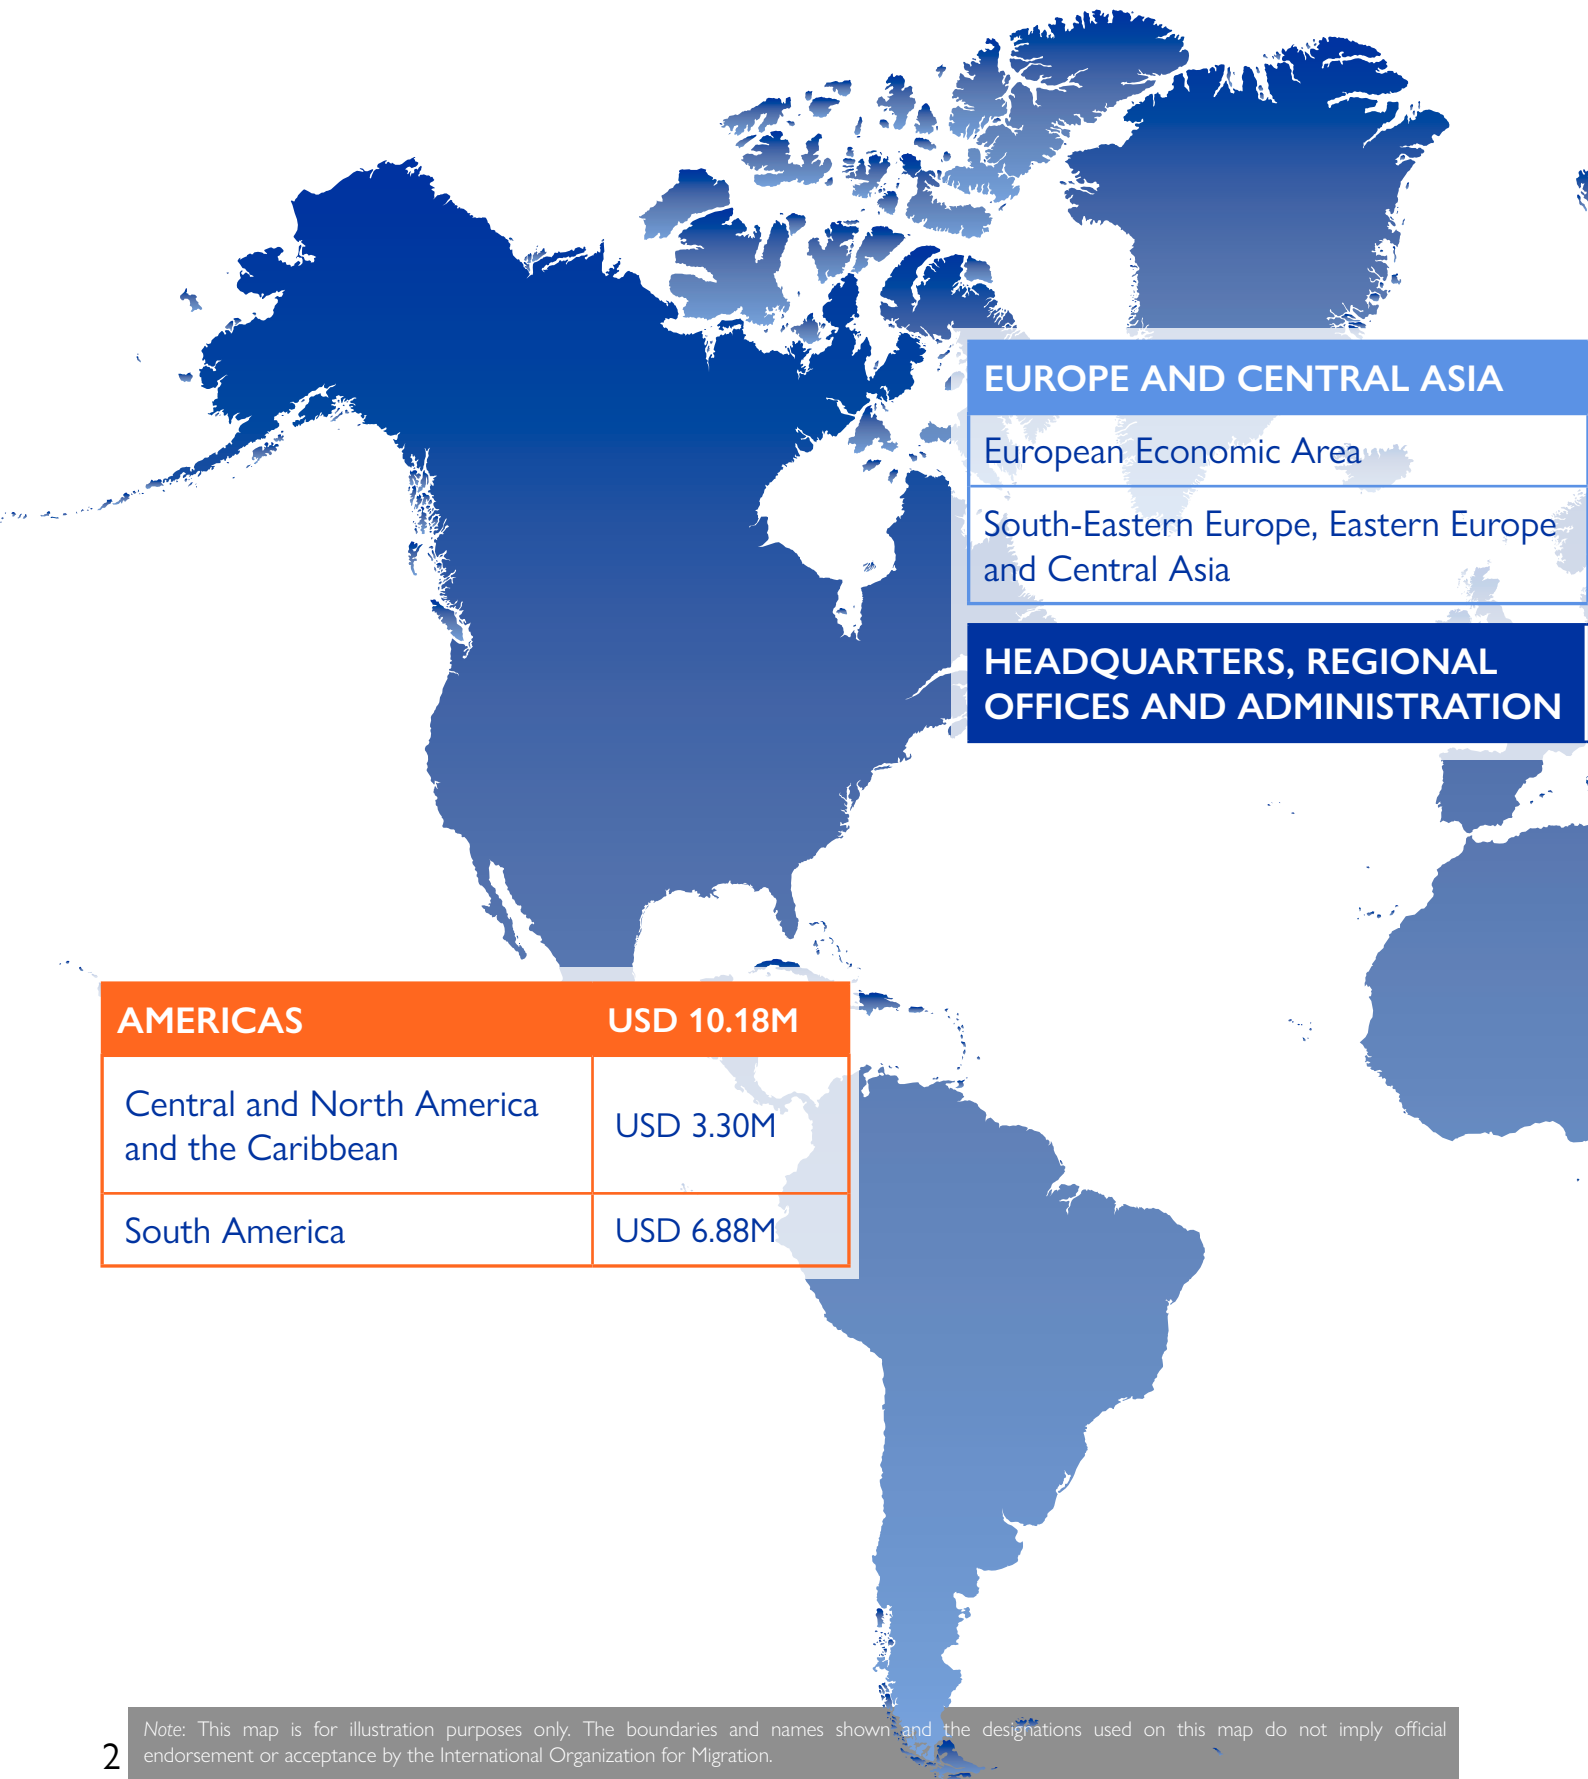 EUROPE AND CENTRAL ASIA
European Economic Area
South-Eastern Europe, Eastern Europe
and Central Asia
HEADQUARTERS, REGIONAL
OFFICES AND ADMINISTRATION
AMERICAS USD 10.18M
Central and North America
and the Caribbean
USD 3.30M
South America USD 6.88M
Note: This map is for illustration purposes only. The boundaries and names shown and the designations used on this map do not imply official
endorsement or acceptance by the International Organization for Migration.
2